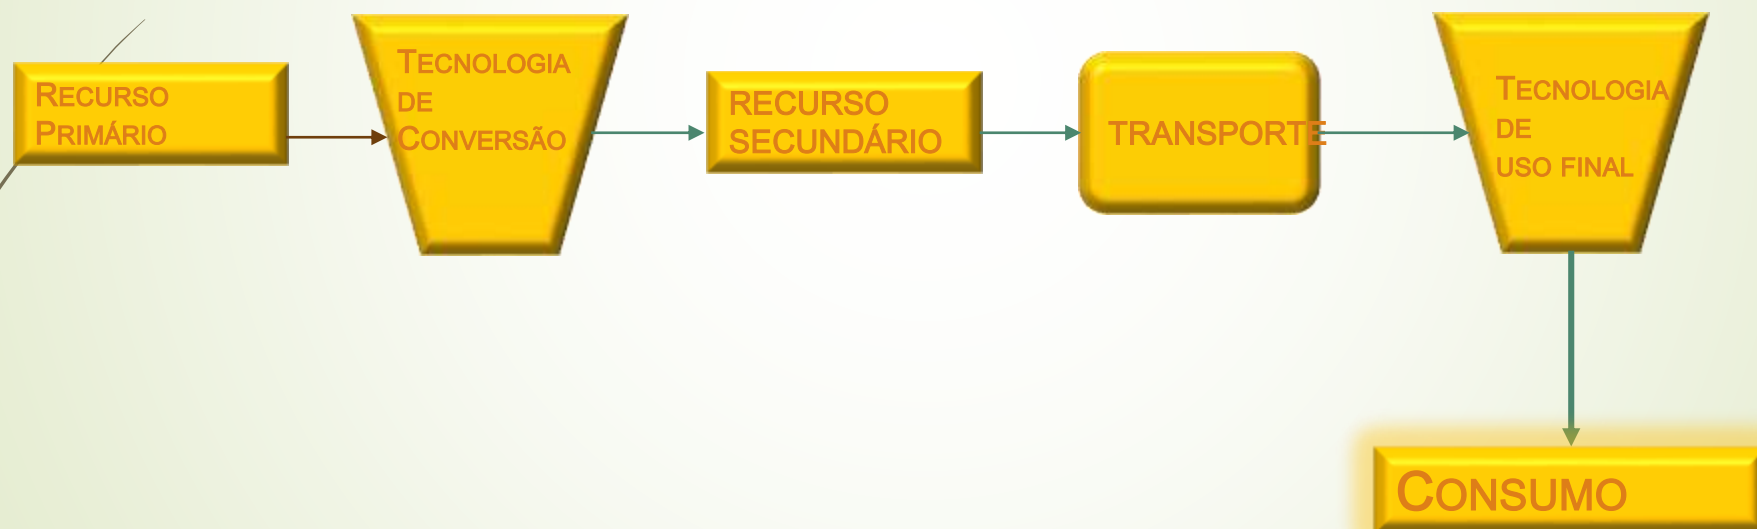 RECURSO
PRIMÁRIO
TECNOLOGIA
DE
CONVERSÃO
RECURSO
SECUNDÁRIO
TRANSPORTE
TECNOLOGIA
DE
USO FINAL
CONSUMO